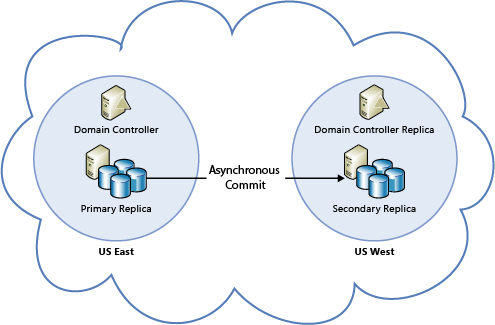 Domain Controller
Primary Replica
US East
Asynchronous
Commit
Domain Controller Replica
Secondary Replica
US West